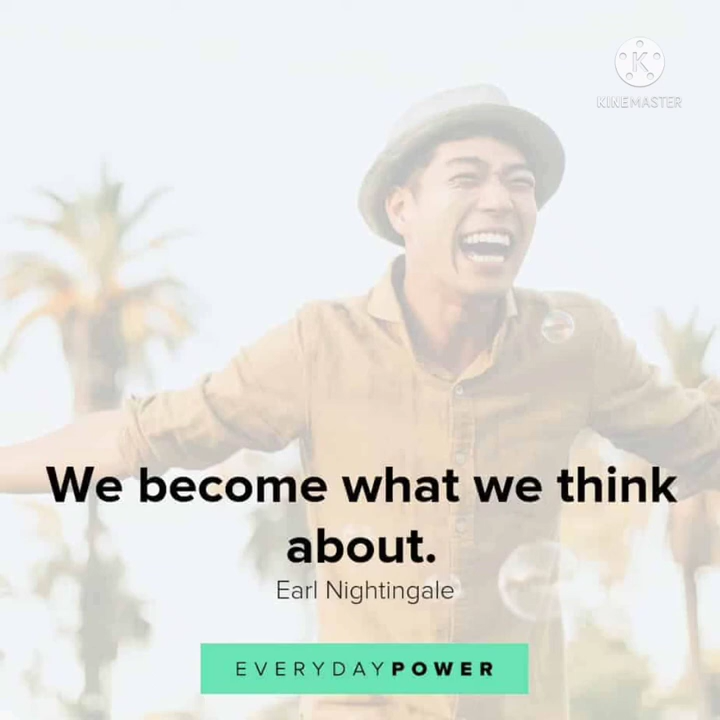 KINEMASTER
We become what we think
about.
Earl Nightingale
EVERYDAYPOWER